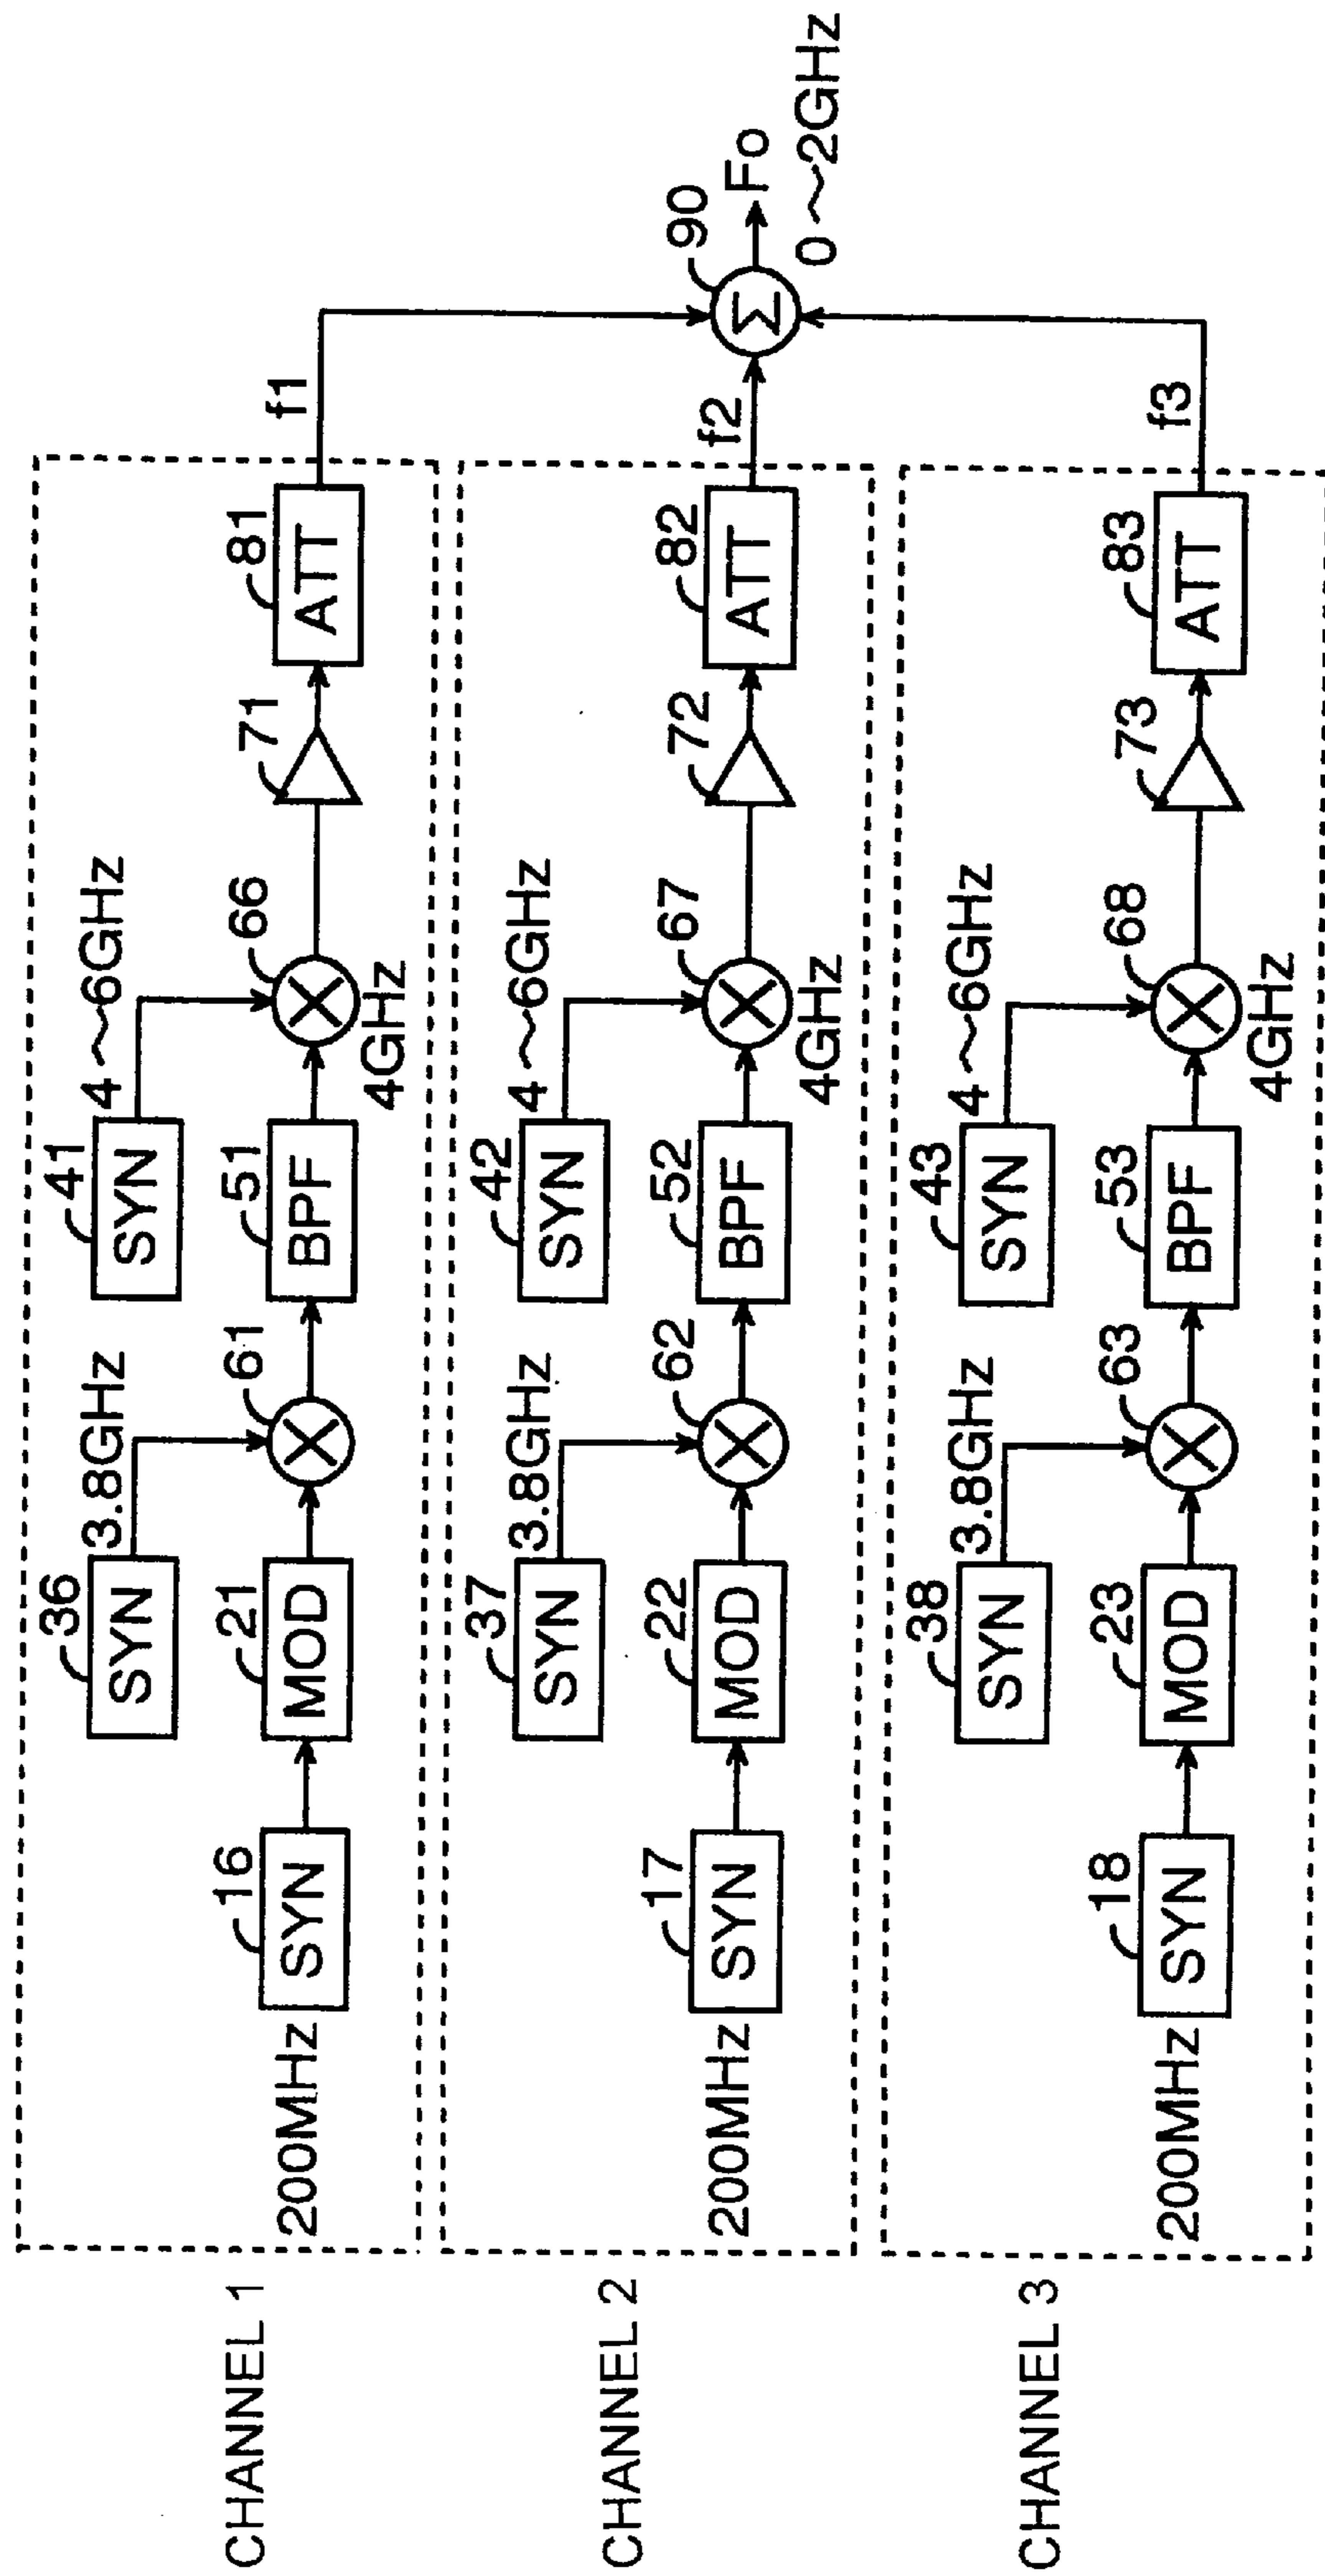 CHANNEL 1
200MHz
16
SYN
21
MOD
36
SYN
3.8GHz
61
51
BPF
41
SYN
4～6GHz
66
4GHz
71
81
ATT
f1
CHANNEL 2
200MHz
17
SYN
22
MOD
37
SYN
3.8GHz
62
52
BPF
42
SYN
4～6GHz
67
4GHz
72
82
ATT
f2
90
Σ
Fo
0～2GHz
CHANNEL 3
200MHz
18
SYN
23
MOD
38
SYN
3.8GHz
63
53
BPF
43
SYN
4～6GHz
68
4GHz
73
83
ATT
f3